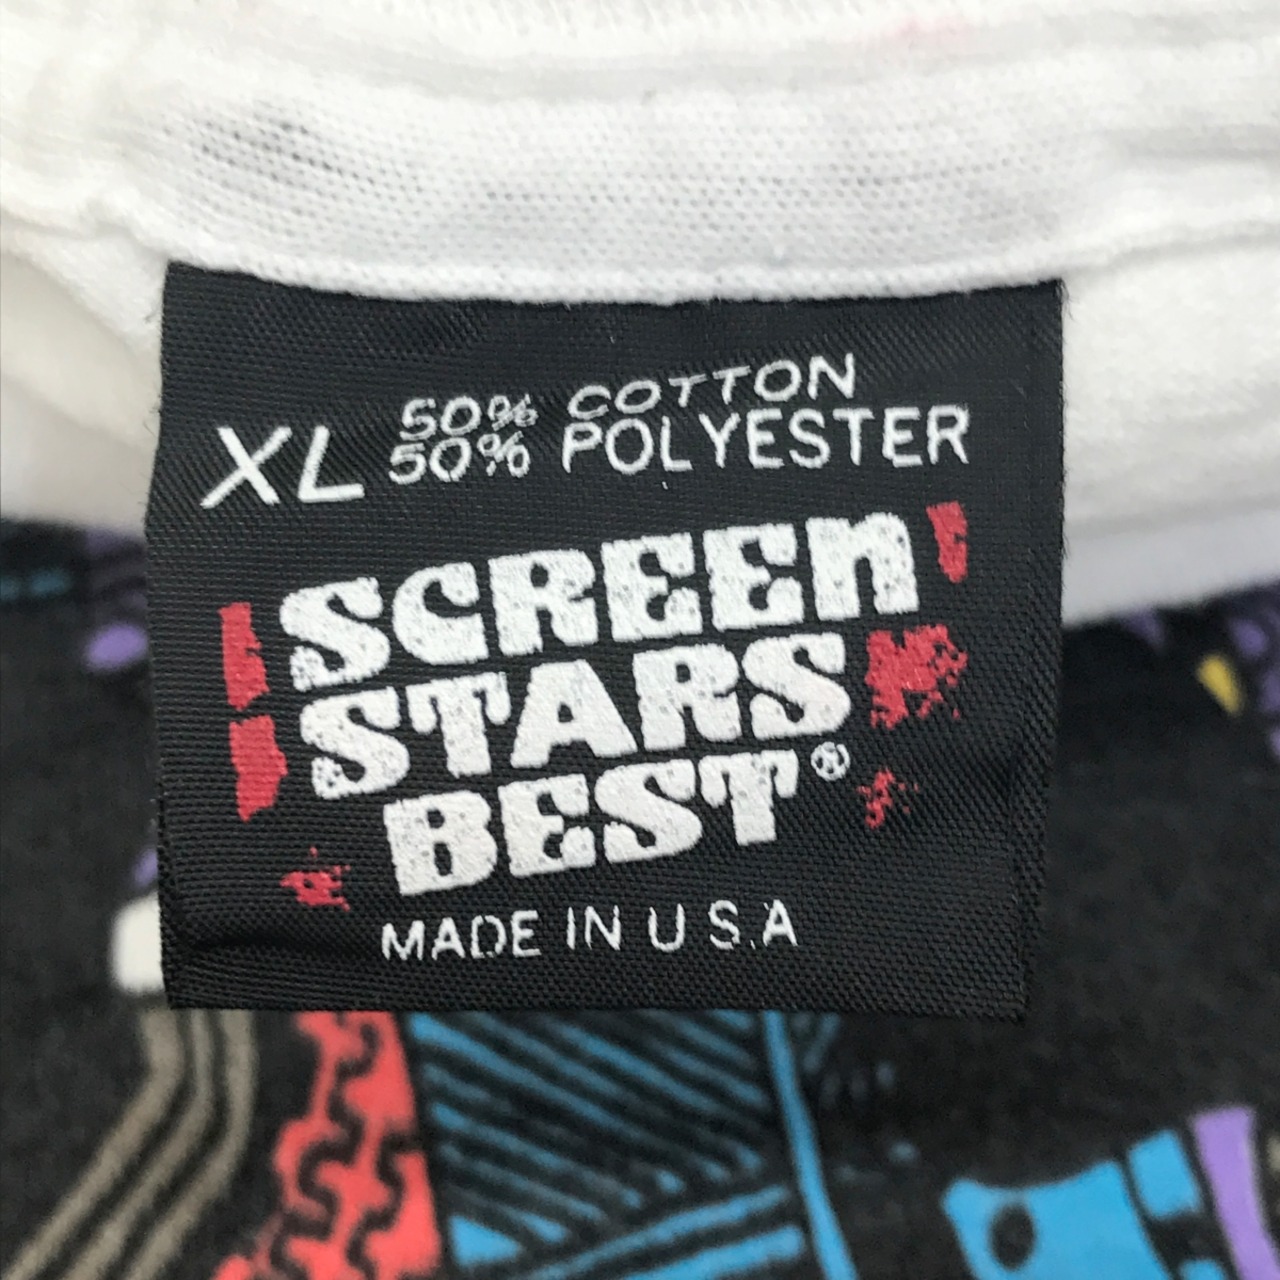 XL 50% COTTON
50% POLYESTER
SCREEN
STARS
BEST®
MADE IN U S.A